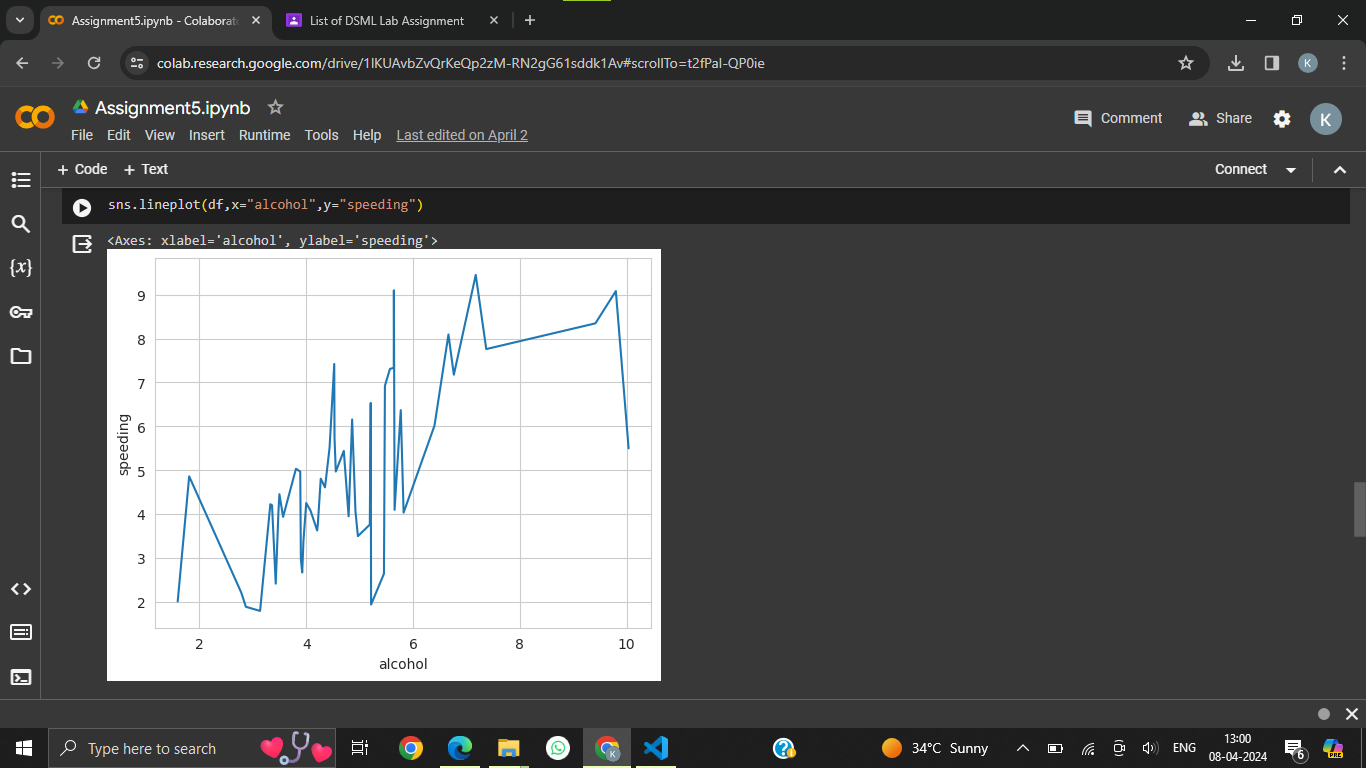 Assignment5.ipynb - Colaborat
List of DSML Lab Assignment
colab.research.google.com/drive/1lKUAvbZvQrKeQp2zM-RN2gG61sddk1Av#scrollTo=t2fPaI-QP0ie
K
Assignment5.ipynb
File Edit View Insert Runtime Tools Help Last edited on April 2
Comment Share K
+ Code + Text
Connect
{x}
sns.lineplot(df,x="alcohol",y="speeding")
<Axes: xlabel='alcohol', ylabel='speeding'>
9
8
7
6
5
4
3
2
speeding
2 4 6 8 10
alcohol
Type here to search
K
34°C Sunny
ENG
13:00
08-04-2024
6
PRE